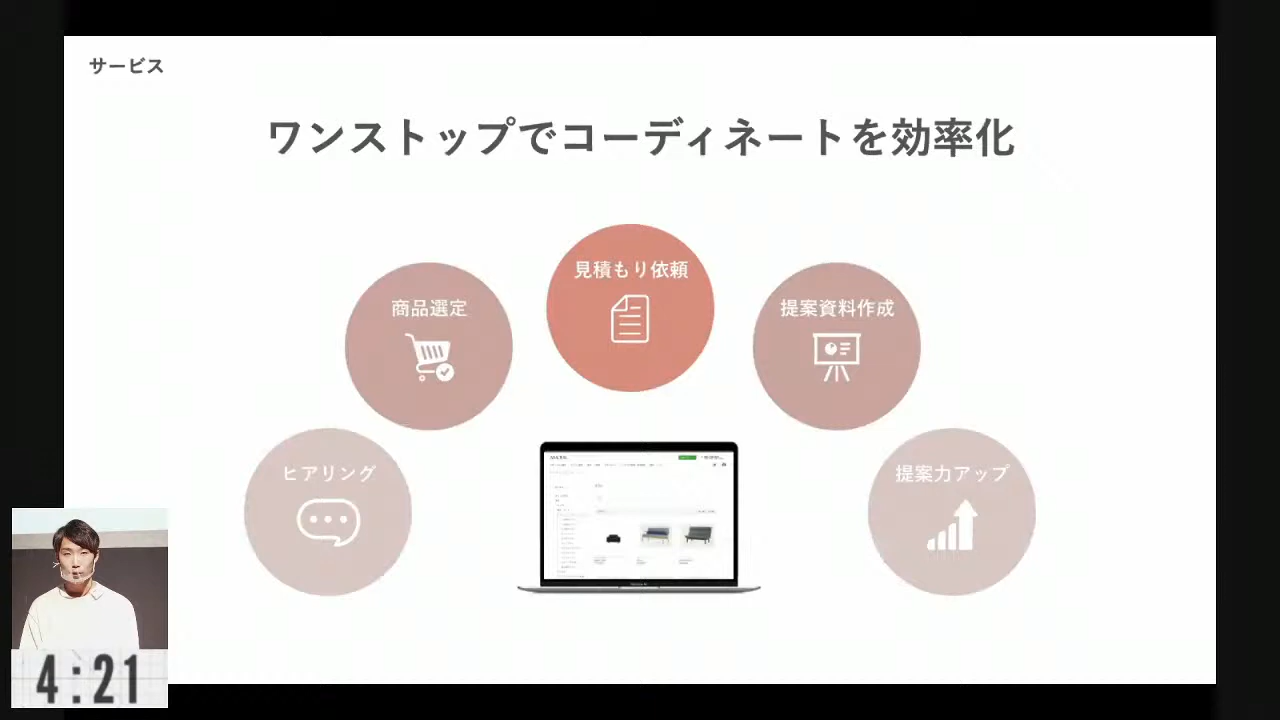 サービス
ワンストップでコーディネートを効率化
見積もり依頼
商品選定
提案資料作成
ヒアリング
提案力アップ
4:21